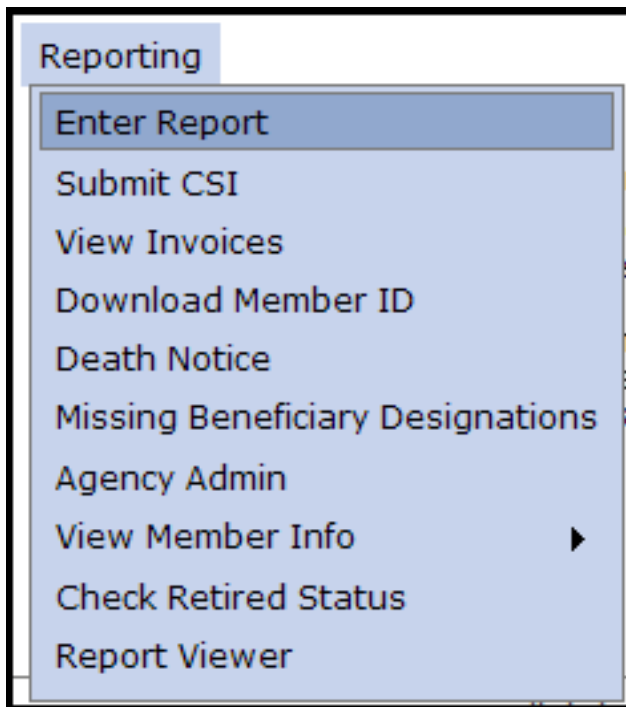 Reporting
Enter Report
Submit CSI
View Invoices
Download Member ID
Death Notice
Missing Beneficiary Designations
Agency Admin
View Member Info
Check Retired Status
Report Viewer